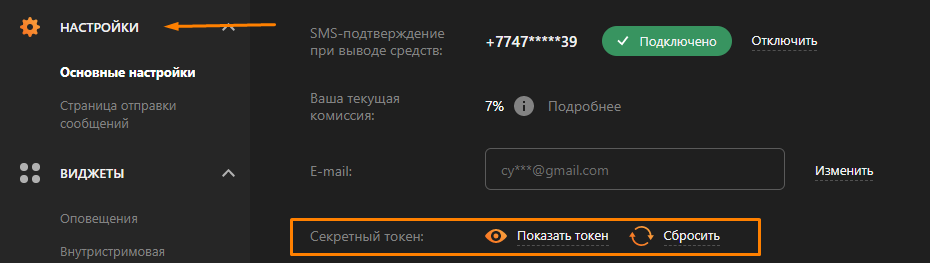 НАСТРОЙКИ
Основные настройки
Страница отправки
сообщений
ВИДЖЕТЫ
Оповещения
Внутристримовая
SMS-подтверждение
при выводе средств:
+7747*****39
Подключено
Отключить
Ваша текущая
комиссия:
7%
i
Подробнее
E-mail:
cy***@gmail.com
Изменить
Секретный токен:
Показать токен
Сбросить